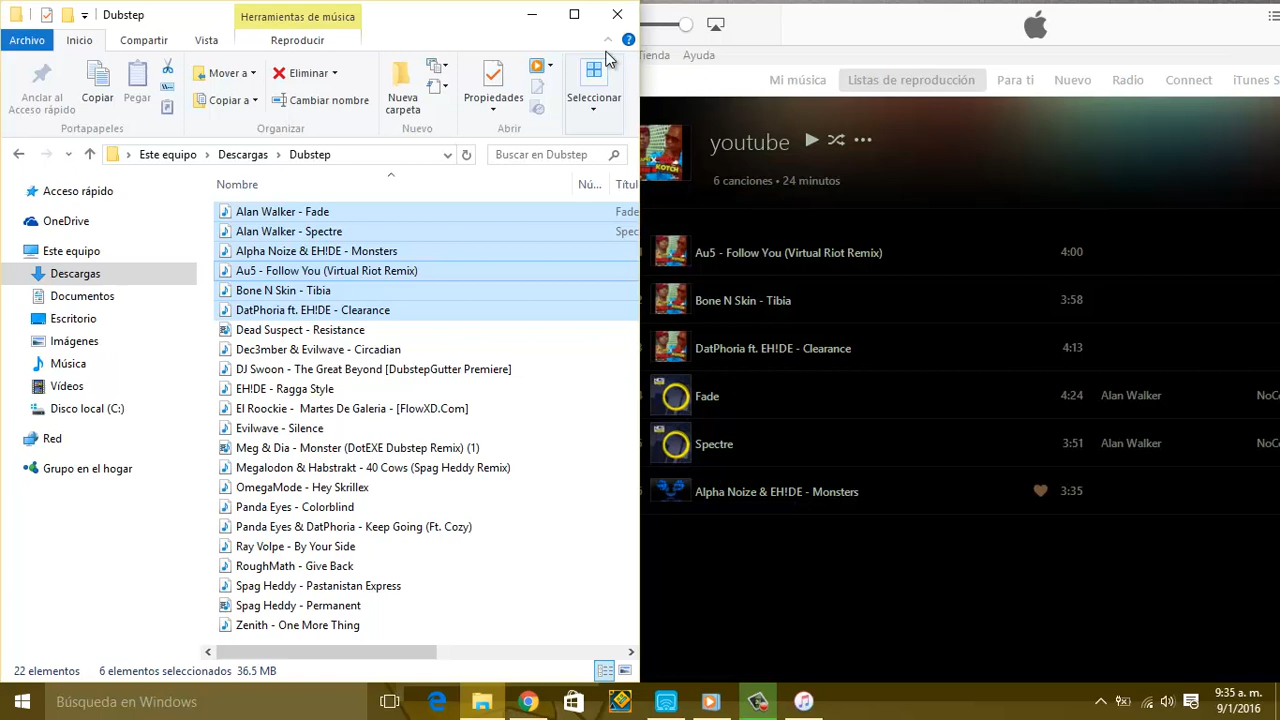 Dubstep
Herramientas de música
Archivo Inicio Compartir Vista Reproducir
Anclar al Acceso rápido
Copiar
Pegar
Portapapeles
Mover a
Copiar a
Eliminar
Cambiar nombre
Organizar
Nueva carpeta
Nuevo
Propiedades
Abrir
Seleccionar
Este equipo > Descargas > Dubstep
Buscar en Dubstep
Acceso rápido
OneDrive
Este equipo
Descargas
Documentos
Escritorio
Imágenes
Música
Vídeos
Disco local (C:)
Red
Grupo en el hogar
Nombre Nú... Títul
Alan Walker - Fade Fade
Alan Walker - Spectre Spec
Alpha Noize & EH!DE - Monsters
Au5 - Follow You (Virtual Riot Remix)
Bone N Skin - Tibia
DatPhoria ft. EH!DE - Clearance
Dead Suspect - Resistance
Dec3mber & Evilwave - Circadian
DJ Swoon - The Great Beyond [DubstepGutter Premiere]
EH!DE - Ragga Style
El Roockie - Martes De Galeria - [FlowXD.Com]
Evilwave - Silence
Meg & Dia - Monster (DotEXE Dubstep Remix) (1)
Megalodon & Habstrakt - 40 Cows (Spag Heddy Remix)
OmegaMode - Hey Skrillex
Panda Eyes - Colorblind
Panda Eyes & DatPhoria - Keep Going (Ft. Cozy)
Ray Volpe - By Your Side
RoughMath - Give Back
Spag Heddy - Pastanistan Express
Spag Heddy - Permanent
Zenith - One More Thing
22 elementos 6 elementos seleccionados 36.5 MB
Tienda Ayuda
Mi música Listas de reproducción Para ti Nuevo Radio Connect iTunes S
youtube
6 canciones • 24 minutos
Au5 - Follow You (Virtual Riot Remix) 4:00
Bone N Skin - Tibia 3:58
DatPhoria ft. EH!DE - Clearance 4:13
Fade 4:24 Alan Walker NoCo
Spectre 3:51 Alan Walker NoCo
Alpha Noize & EH!DE - Monsters 3:35
Búsqueda en Windows
9:35 a. m.
9/1/2016